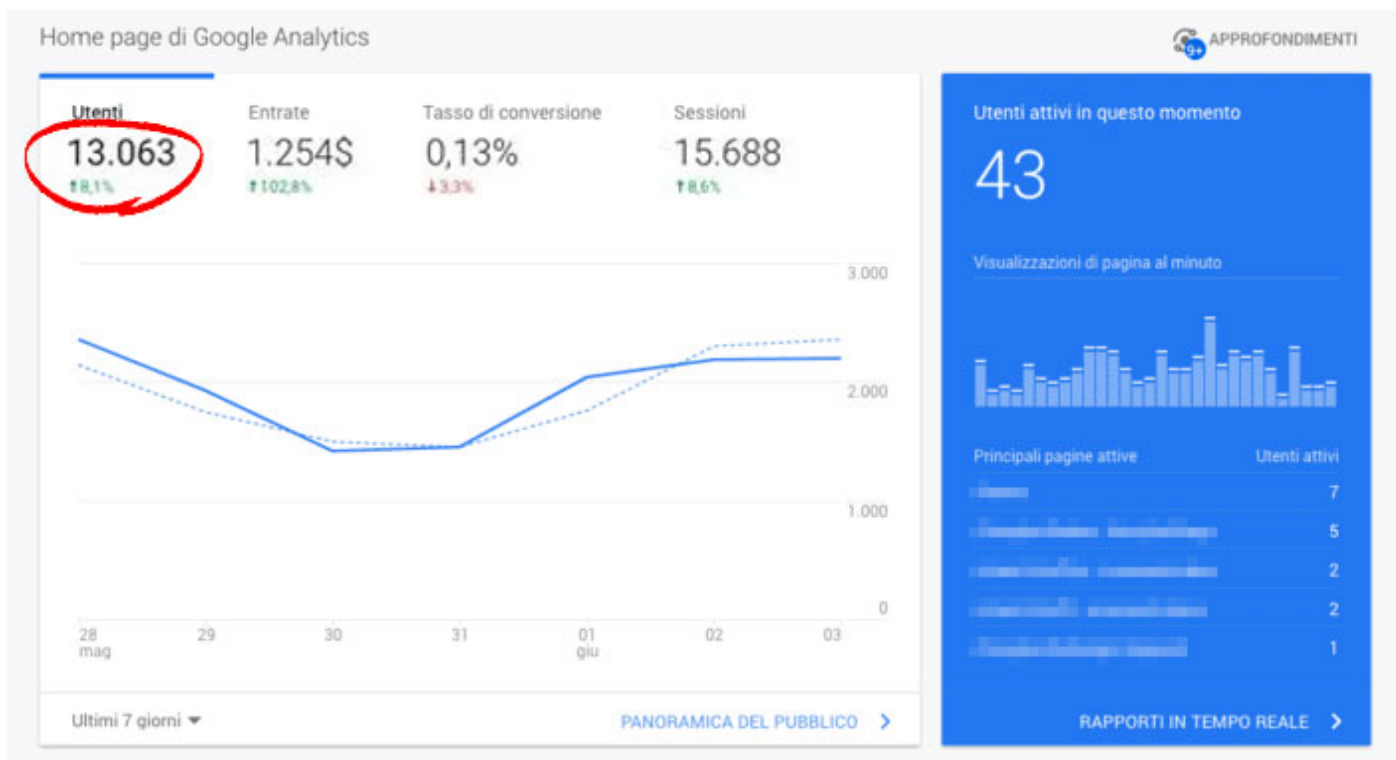 Home page di Google Analytics
9+ APPROFONDIMENTI
Utenti Entrate Tasso di conversione Sessioni
13.063 1.254$ 0,13% 15.688
⬆8,1% ⬆102,8% ⬇3,3% ⬆8,6%
3.000
2.000
1.000
0
28 29 30 31 01 02 03
mag giu
Ultimi 7 giorni PANORAMICA DEL PUBBLICO
Utenti attivi in questo momento
43
Visualizzazioni di pagina al minuto
Principali pagine attive Utenti attivi
7
5
2
2
1
RAPPORTI IN TEMPO REALE